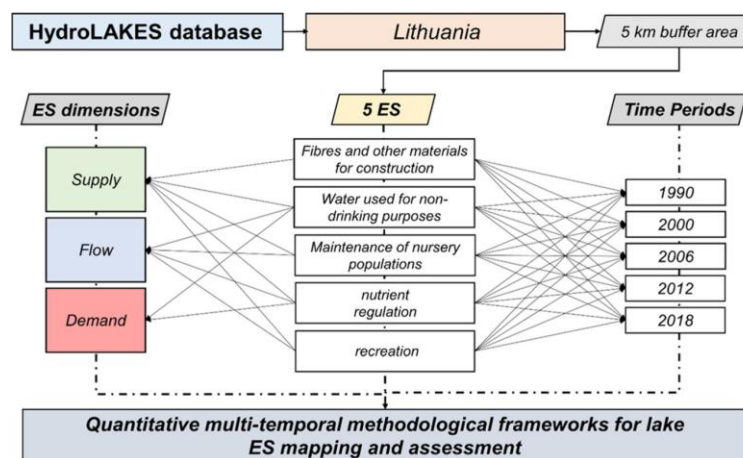 HydroLAKES database
Lithuania
5 km buffer area
ES dimensions
5 ES
Time Periods
Supply
Flow
Demand
Fibres and other materials
for construction
Water used for non-
drinking purposes
Maintenance of nursery
populations
nutrient
regulation
recreation
1990
2000
2006
2012
2018
Quantitative multi-temporal methodological frameworks for lake
ES mapping and assessment